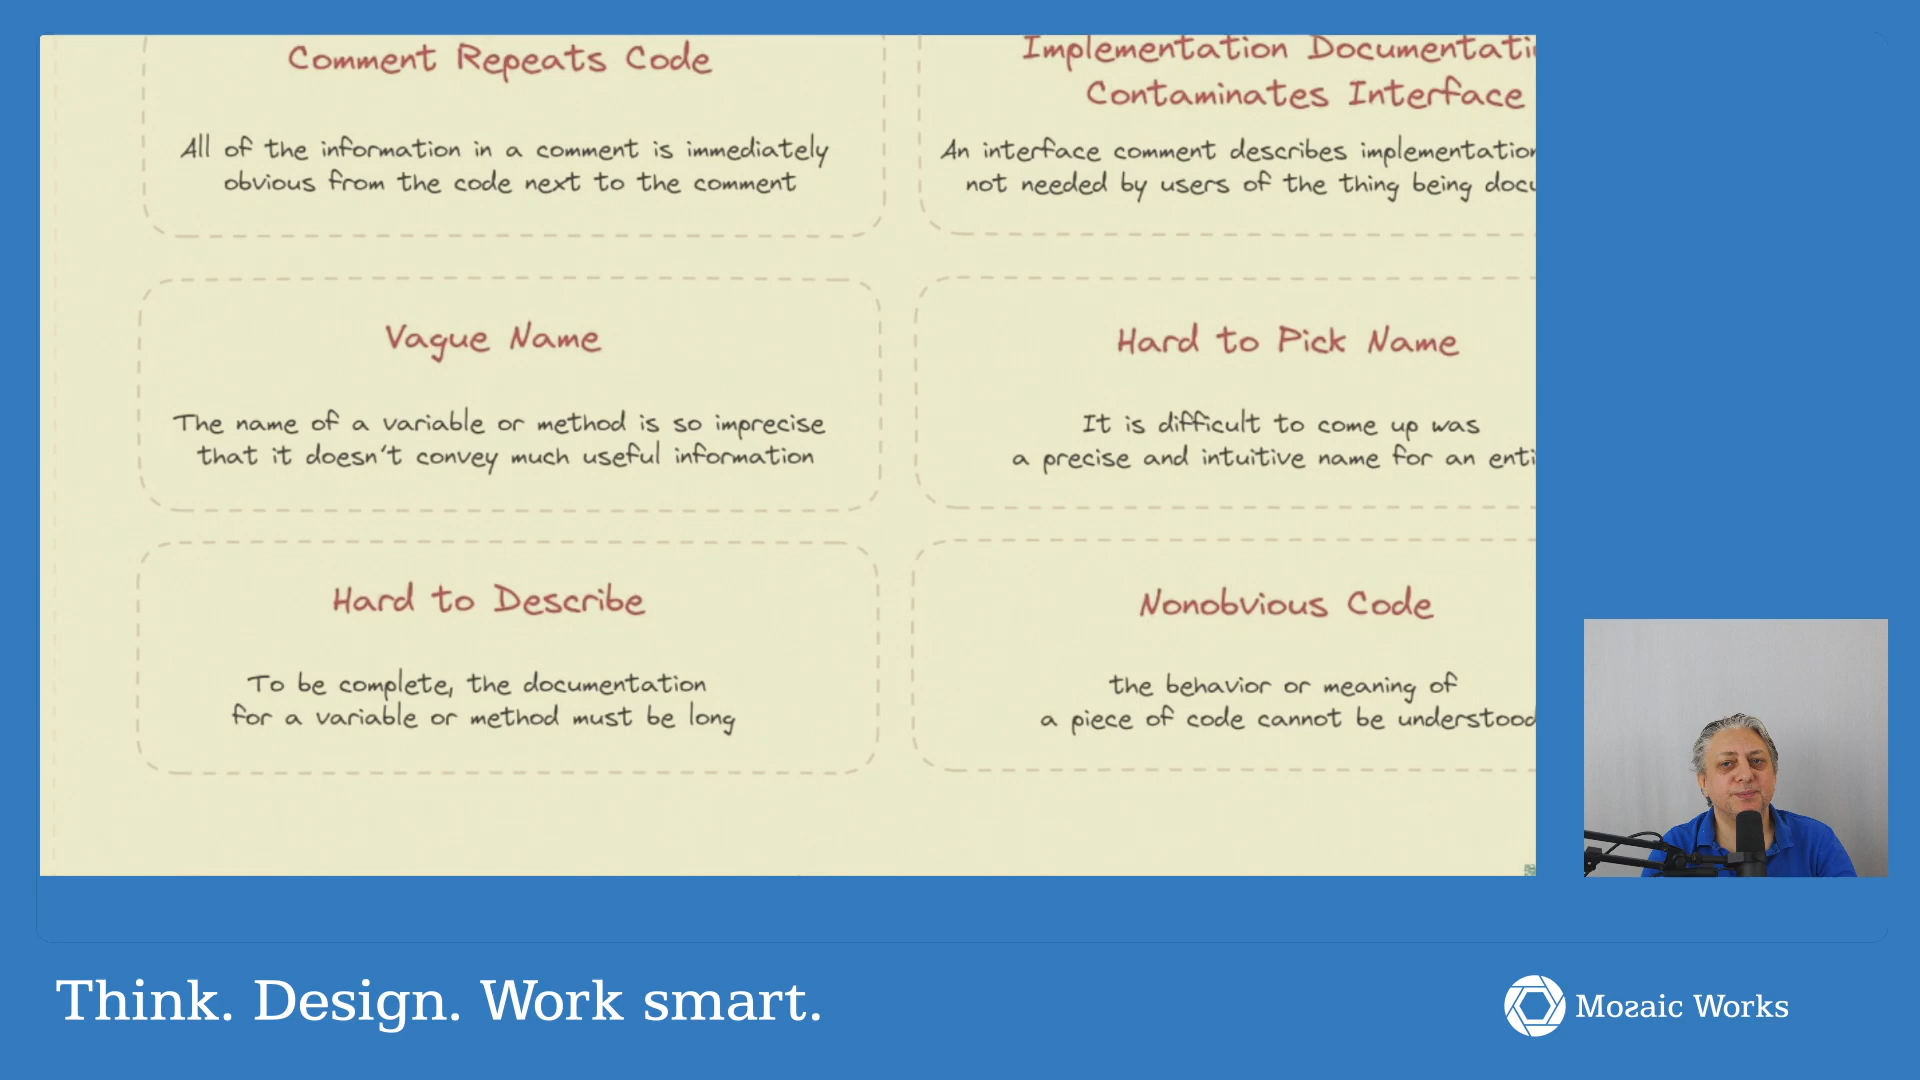 Comment Repeats Code
All of the information in a comment is immediately
obvious from the code next to the comment
Implementation
Contaminates Interface
An interface comment describes implementation
not needed by users of the thing being
Vague Name
The name of a variable or method is so imprecise
that it doesn't convey much useful information
Hard to Pick Name
It is difficult to come up was
a precise and intuitive name for an
Hard to Describe
To be complete, the documentation
for a variable or method must be long
Nonobvious Code
the behavior or meaning of
a piece of code cannot be understood
Think. Design. Work smart.
Mozaic Works